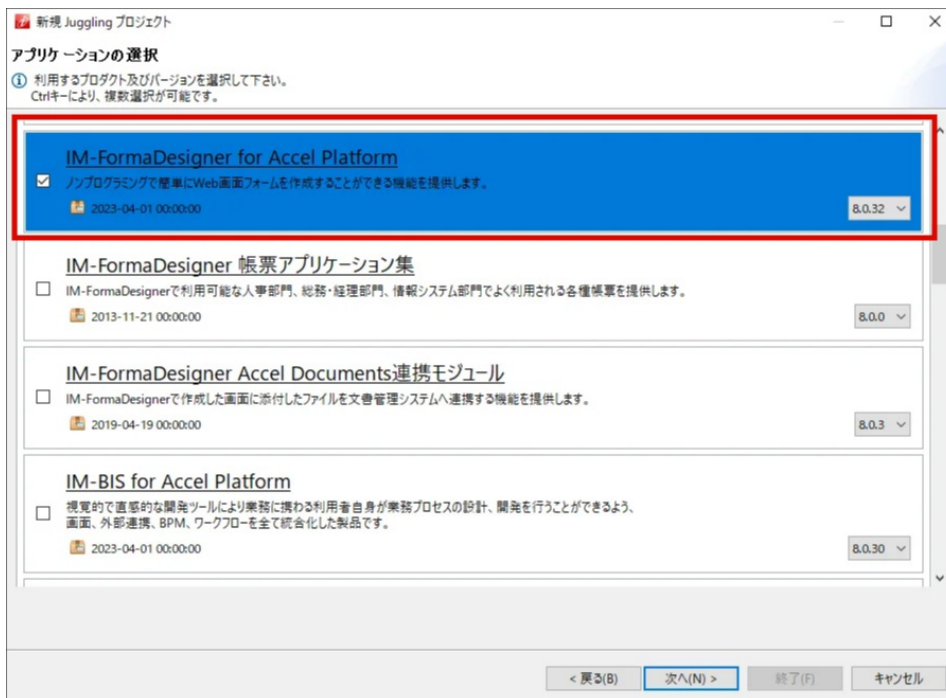 新規 Juggling プロジェクト
アプリケーションの選択
利用するプロダクト及びバージョンを選択して下さい。
Ctrlキーにより、複数選択が可能です。
IM-FormaDesigner for Accel Platform
ノンプログラミングで簡単にWeb画面フォームを作成することができる機能を提供します。
2023-04-01 00:00:00
8.0.32
IM-FormaDesigner 帳票アプリケーション集
IM-FormaDesignerで利用可能な人事部門、総務・経理部門、情報システム部門でよく利用される各種帳票を提供します。
2013-11-21 00:00:00
8.0.0
IM-FormaDesigner Accel Documents連携モジュール
IM-FormaDesignerで作成した画面に添付したファイルを文書管理システムへ連携する機能を提供します。
2019-04-19 00:00:00
8.0.3
IM-BIS for Accel Platform
視覚的で直感的な開発ツールにより業務に携わる利用者自身が業務プロセスの設計、開発を行うことができるよう、
画面、外部連携、BPM、ワークフローを全て統合化した製品です。
2023-04-01 00:00:00
8.0.30
< 戻る(B)
次へ(N) >
終了(F)
キャンセル